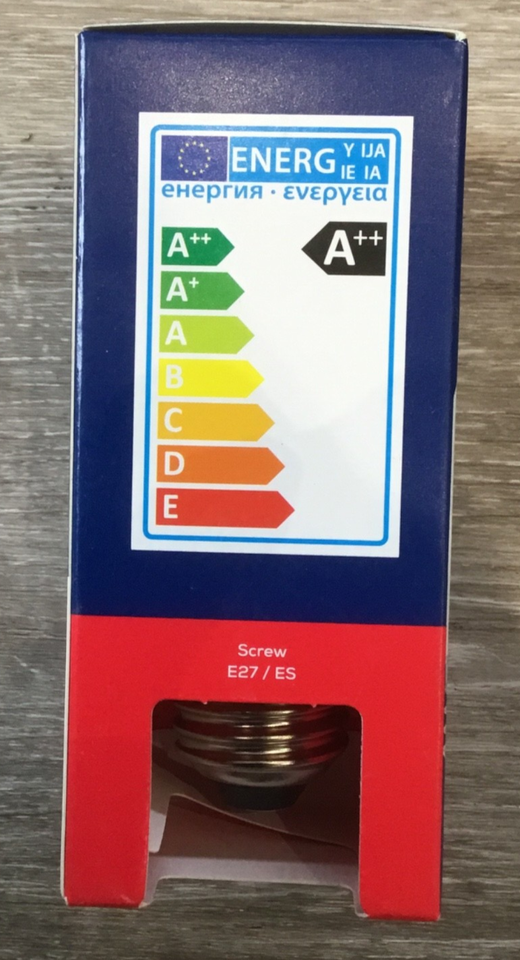 ENERG Y IJA
IE IA
енергия · ενεργεια
A++
A++
A+
A
B
C
D
E
Screw
E27 / ES